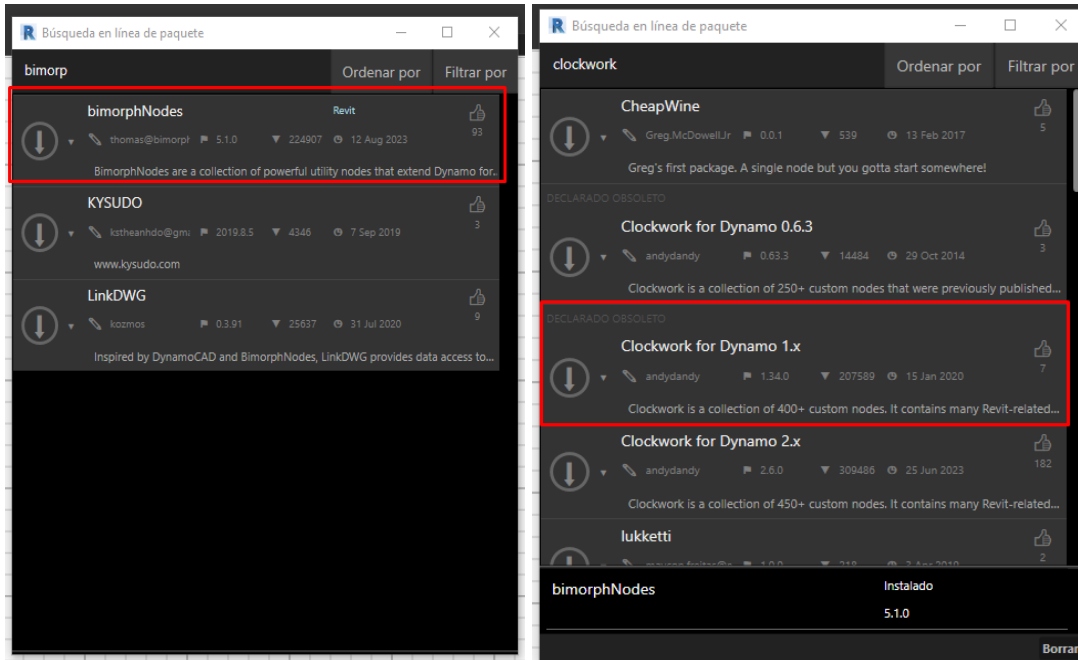 Búsqueda en línea de paquete
bimorp
Ordenar por
Filtrar por
bimorphNodes
Revit
93
thomas@bimorph
5.1.0
224907
12 Aug 2023
BimorphNodes are a collection of powerful utility nodes that extend Dynamo for...
KYSUDO
3
kstheanhdo@gm
2019.8.5
4346
7 Sep 2019
www.kysudo.com
LinkDWG
9
kozmos
0.3.91
25637
31 Jul 2020
Inspired by DynamoCAD and BimorphNodes, LinkDWG provides data access to...
Búsqueda en línea de paquete
clockwork
Ordenar por
Filtrar por
CheapWine
5
Greg.McDowellJr
0.0.1
539
13 Feb 2017
Greg's first package. A single node but you gotta start somewhere!
DECLARADO OBSOLETO
Clockwork for Dynamo 0.6.3
3
andydandy
0.63.3
14484
29 Oct 2014
Clockwork is a collection of 250+ custom nodes that were previously published...
DECLARADO OBSOLETO
Clockwork for Dynamo 1.x
7
andydandy
1.34.0
207589
15 Jan 2020
Clockwork is a collection of 400+ custom nodes. It contains many Revit-related...
Clockwork for Dynamo 2.x
182
andydandy
2.6.0
309486
25 Jun 2023
Clockwork is a collection of 450+ custom nodes. It contains many Revit-related...
lukketti
2
bimorphNodes
Instalado
5.1.0
Borrar